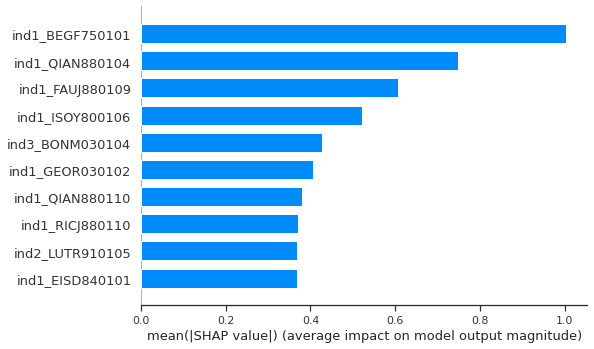 ind1_BEGF750101
ind1_QIAN880104
ind1_FAUJ880109
ind1_ISOY800106
ind3_BONM030104
ind1_GEOR030102
ind1_QIAN880110
ind1_RICJ880110
ind2_LUTR910105
ind1_EISD840101
0.0 0.2 0.4 0.6 0.8 1.0
mean(|SHAP value|) (average impact on model output magnitude)